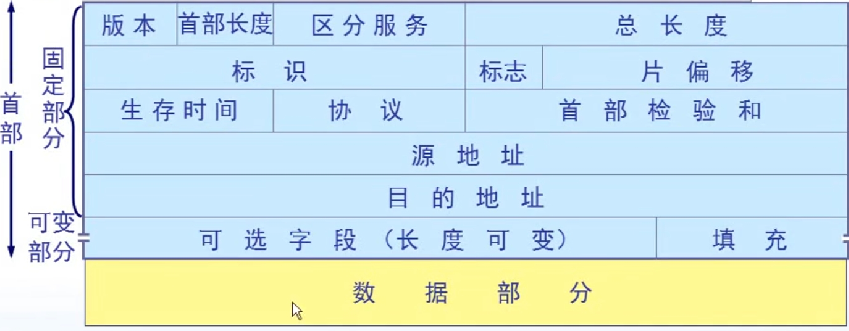 版本 首部长度 区分服务 总长度
标识 标志 片偏移
生存时间 协议 首部检验和
源地址
目的地址
可选字段（长度可变） 填充
数据部分
首部
固定部分
可变部分